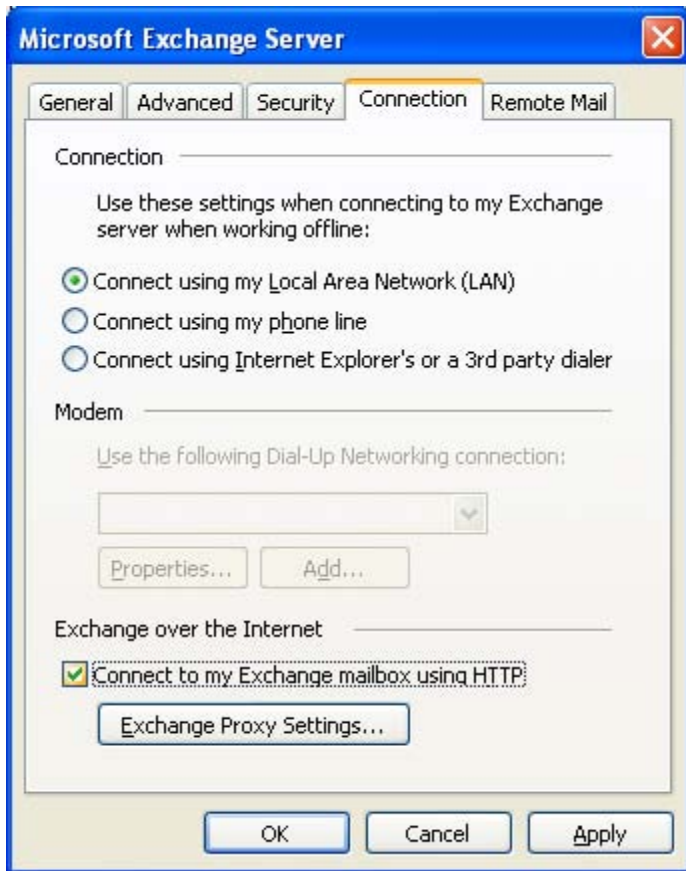 Microsoft Exchange Server
General Advanced Security Connection Remote Mail
Connection
Use these settings when connecting to my Exchange
server when working offline:
Connect using my Local Area Network (LAN)
Connect using my phone line
Connect using Internet Explorer's or a 3rd party dialer
Modem
Use the following Dial-Up Networking connection:
Properties... Add...
Exchange over the Internet
Connect to my Exchange mailbox using HTTP
Exchange Proxy Settings...
OK Cancel Apply